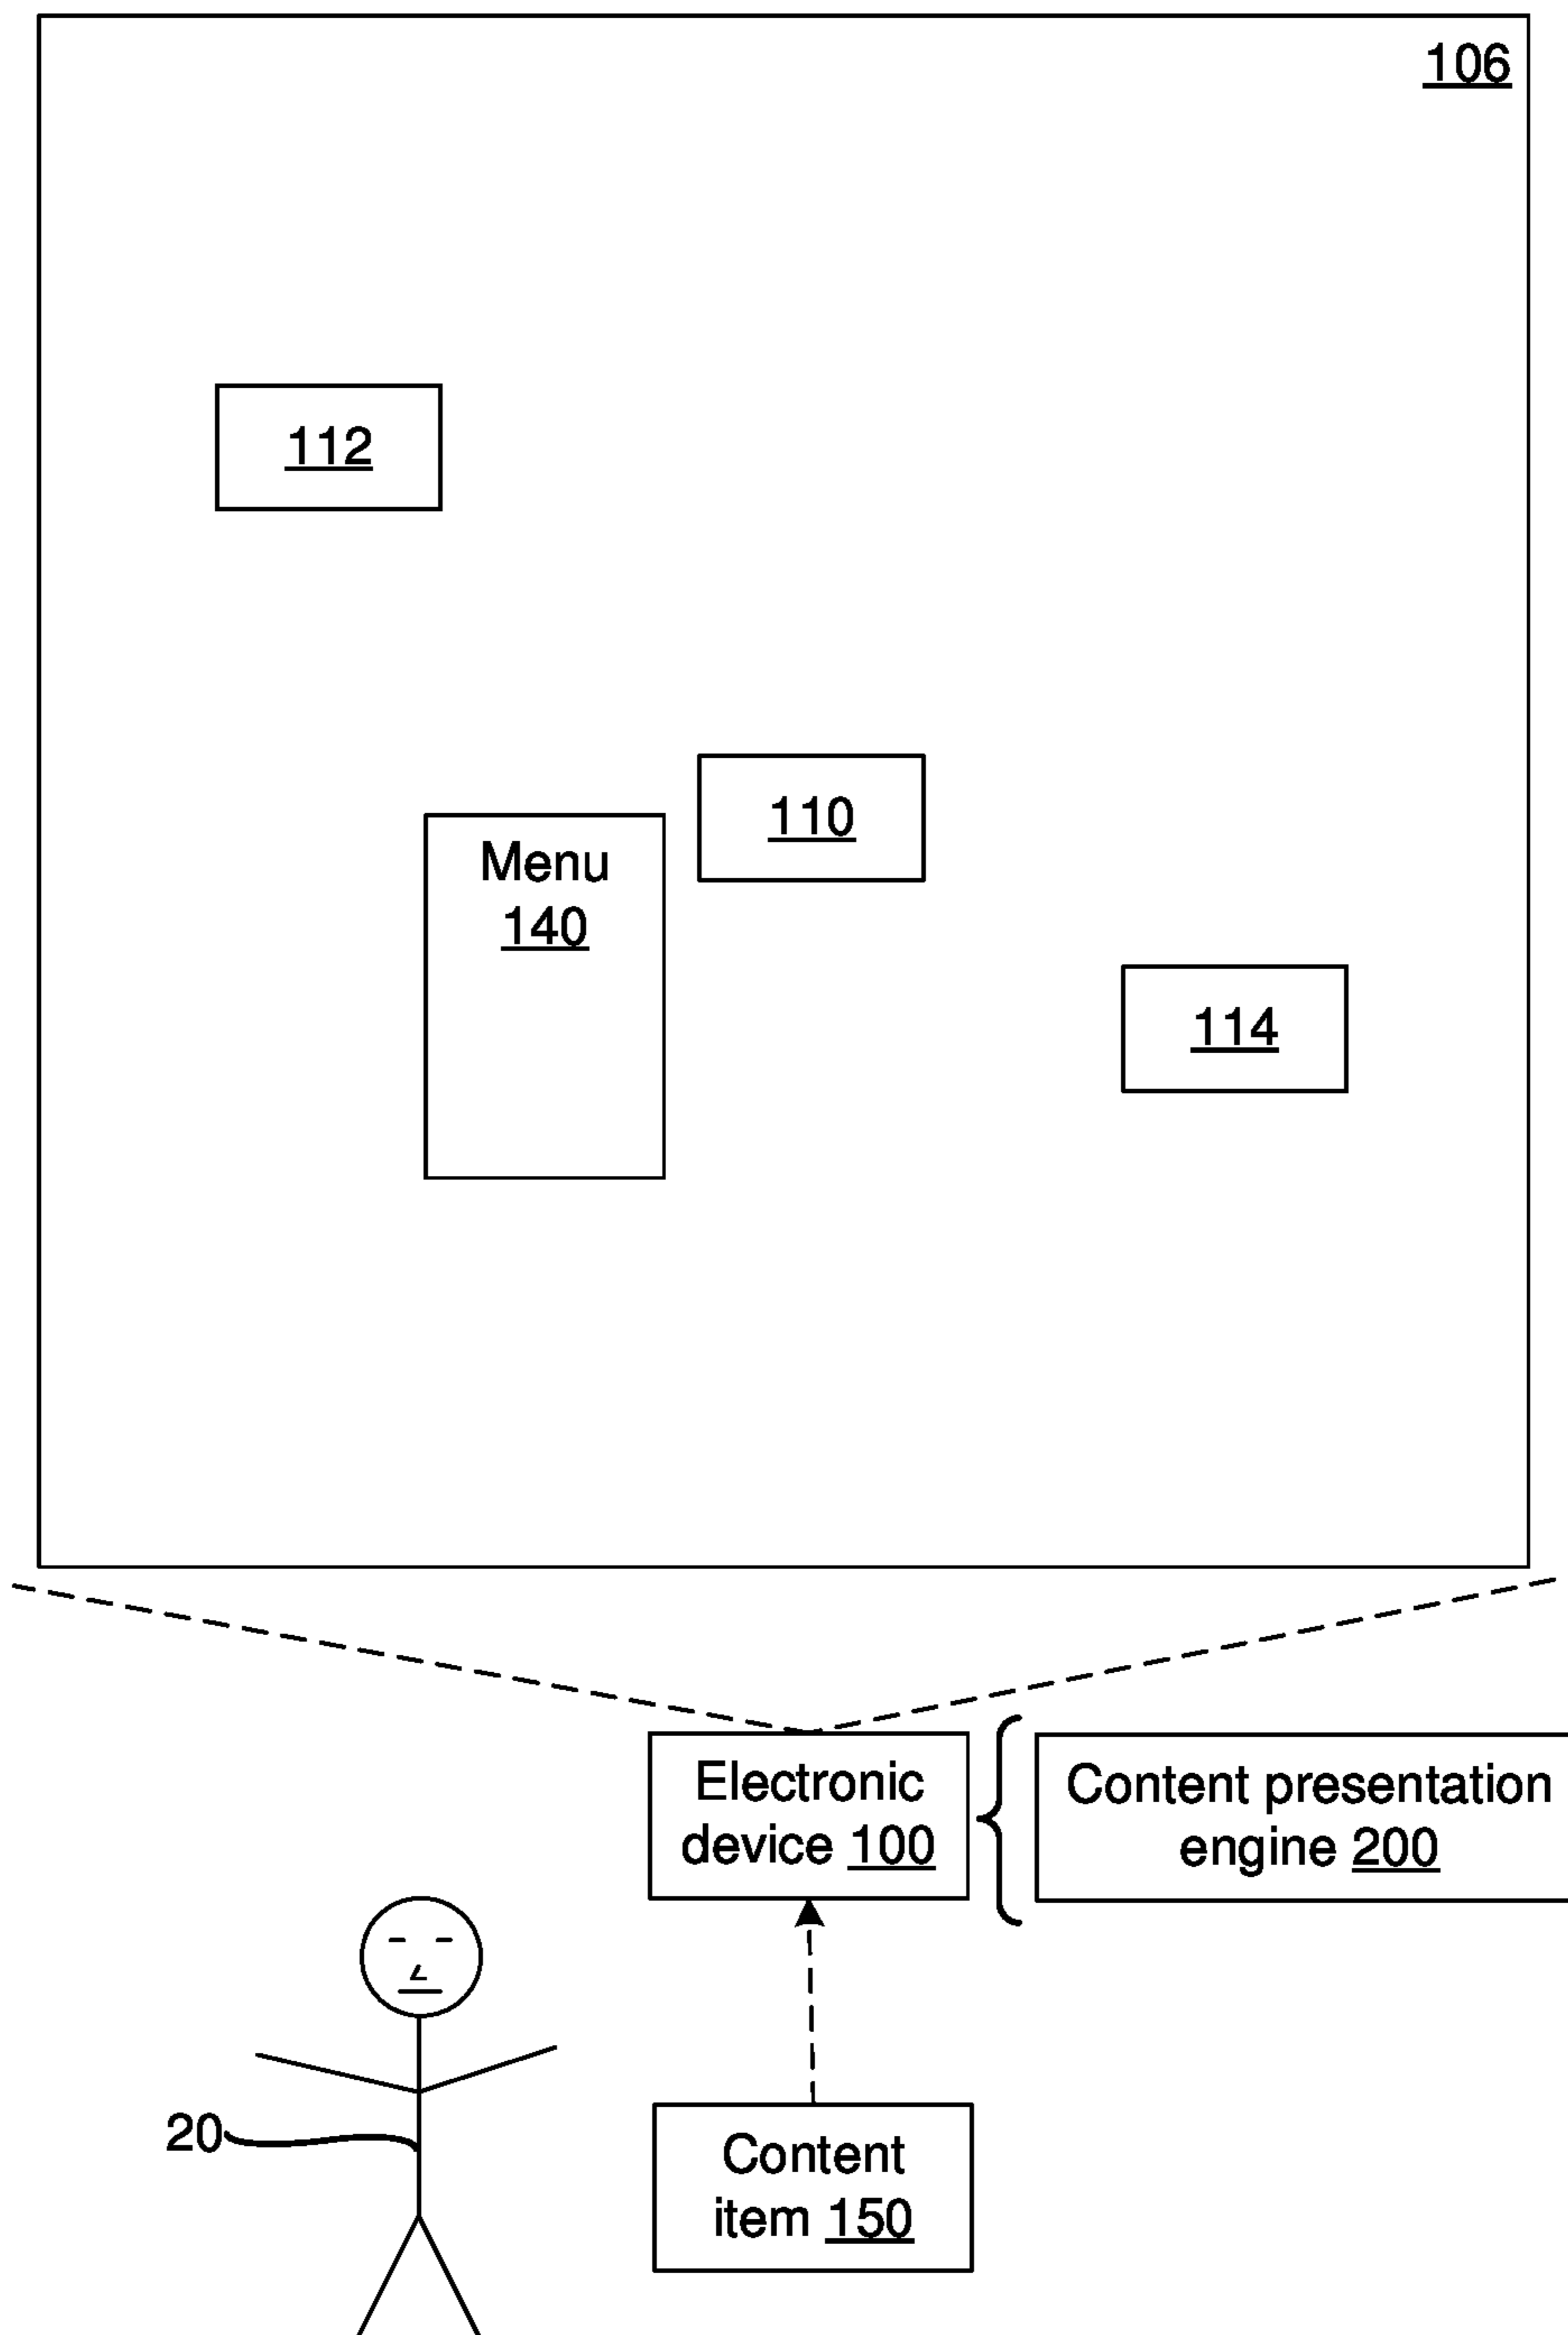 106
112
110
Menu
140
114
Electronic
device 100
Content presentation
engine 200
20
Content
item 150